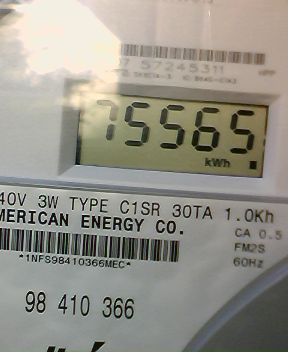 57245311
75565
kWh
40V 3W TYPE C1SR 30TA 1.0Kh
MERICAN ENERGY CO.
CA 0.5
FM2S
*1NFS98410366MEC*
60Hz
98 410 366